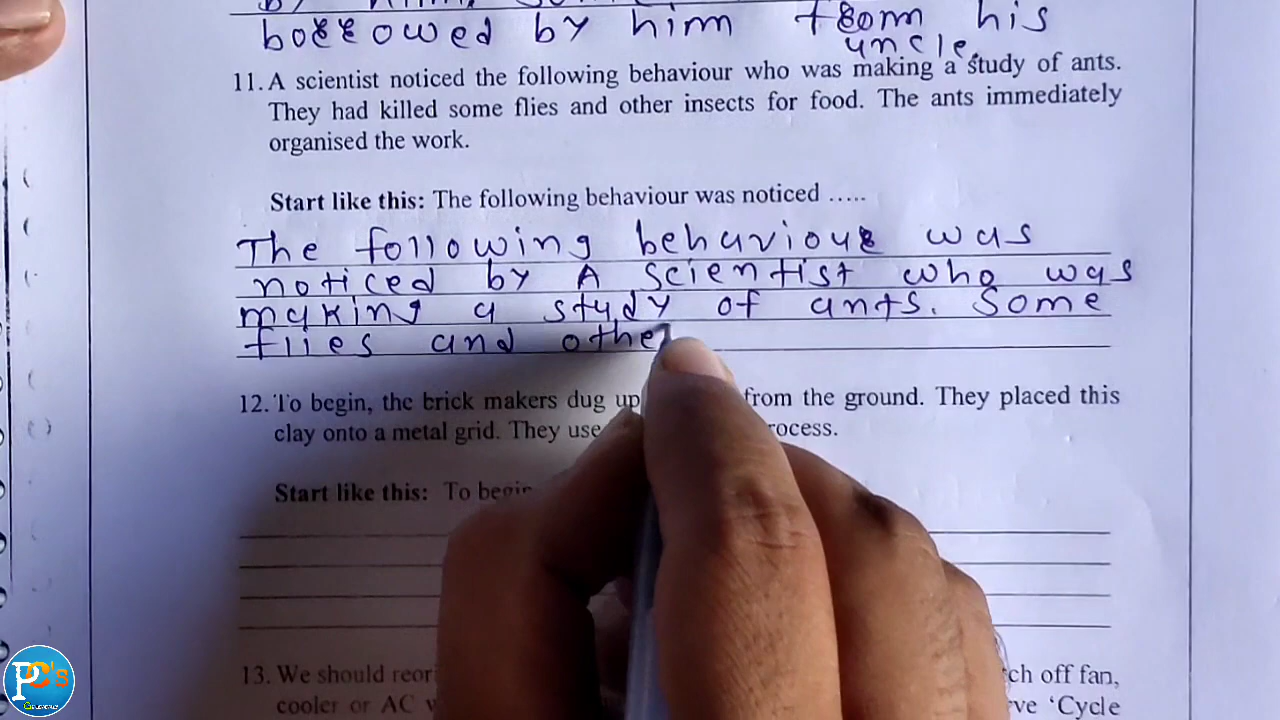 borrowed by him from his
uncle.
11. A scientist noticed the following behaviour who was making a study of ants.
They had killed some flies and other insects for food. The ants immediately
organised the work.
Start like this: The following behaviour was noticed .....
The following behaviour was
noticed by A scientist who was
making a study of ants. Some
flies and othe
12. To begin, the brick makers dug up from the ground. They placed this
clay onto a metal grid. They use rocess.
Start like this: To begin
13. We should reor ch off fan,
cooler or AC ve 'Cycle
PC's